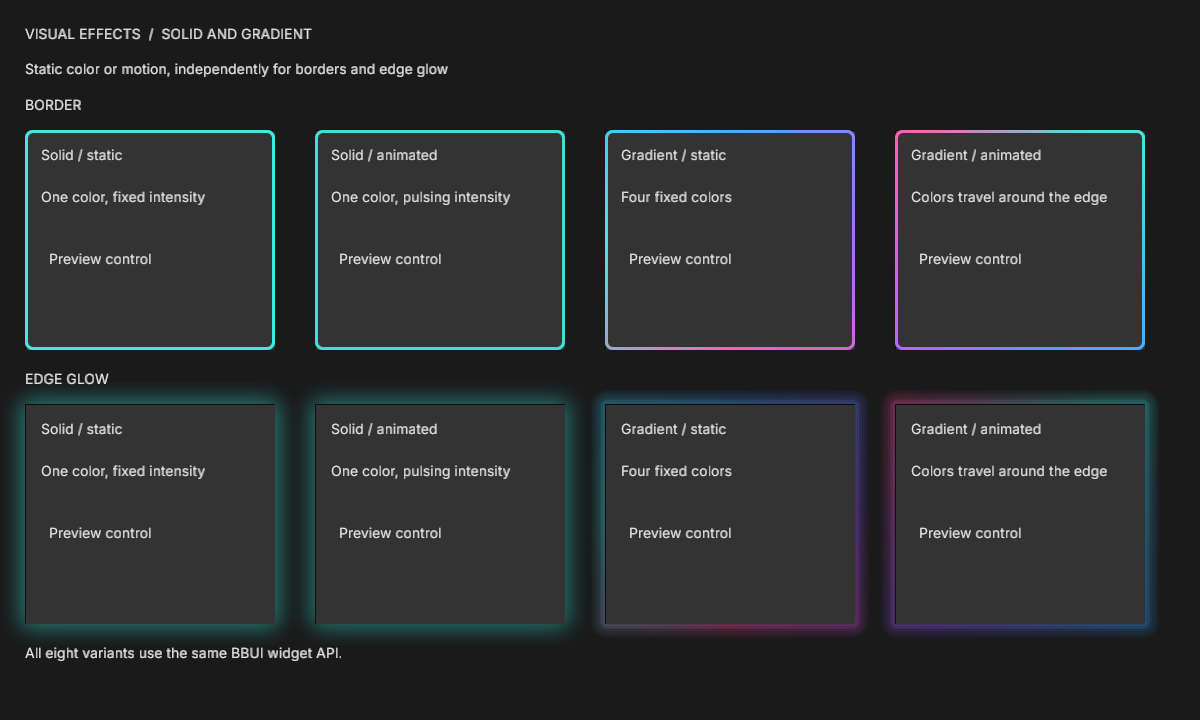 VISUAL EFFECTS / SOLID AND GRADIENT
Static color or motion, independently for borders and edge glow
BORDER
Solid / static
One color, fixed intensity
Preview control
Solid / animated
One color, pulsing intensity
Preview control
Gradient / static
Four fixed colors
Preview control
Gradient / animated
Colors travel around the edge
Preview control
EDGE GLOW
Solid / static
One color, fixed intensity
Preview control
Solid / animated
One color, pulsing intensity
Preview control
Gradient / static
Four fixed colors
Preview control
Gradient / animated
Colors travel around the edge
Preview control
All eight variants use the same BBUI widget API.